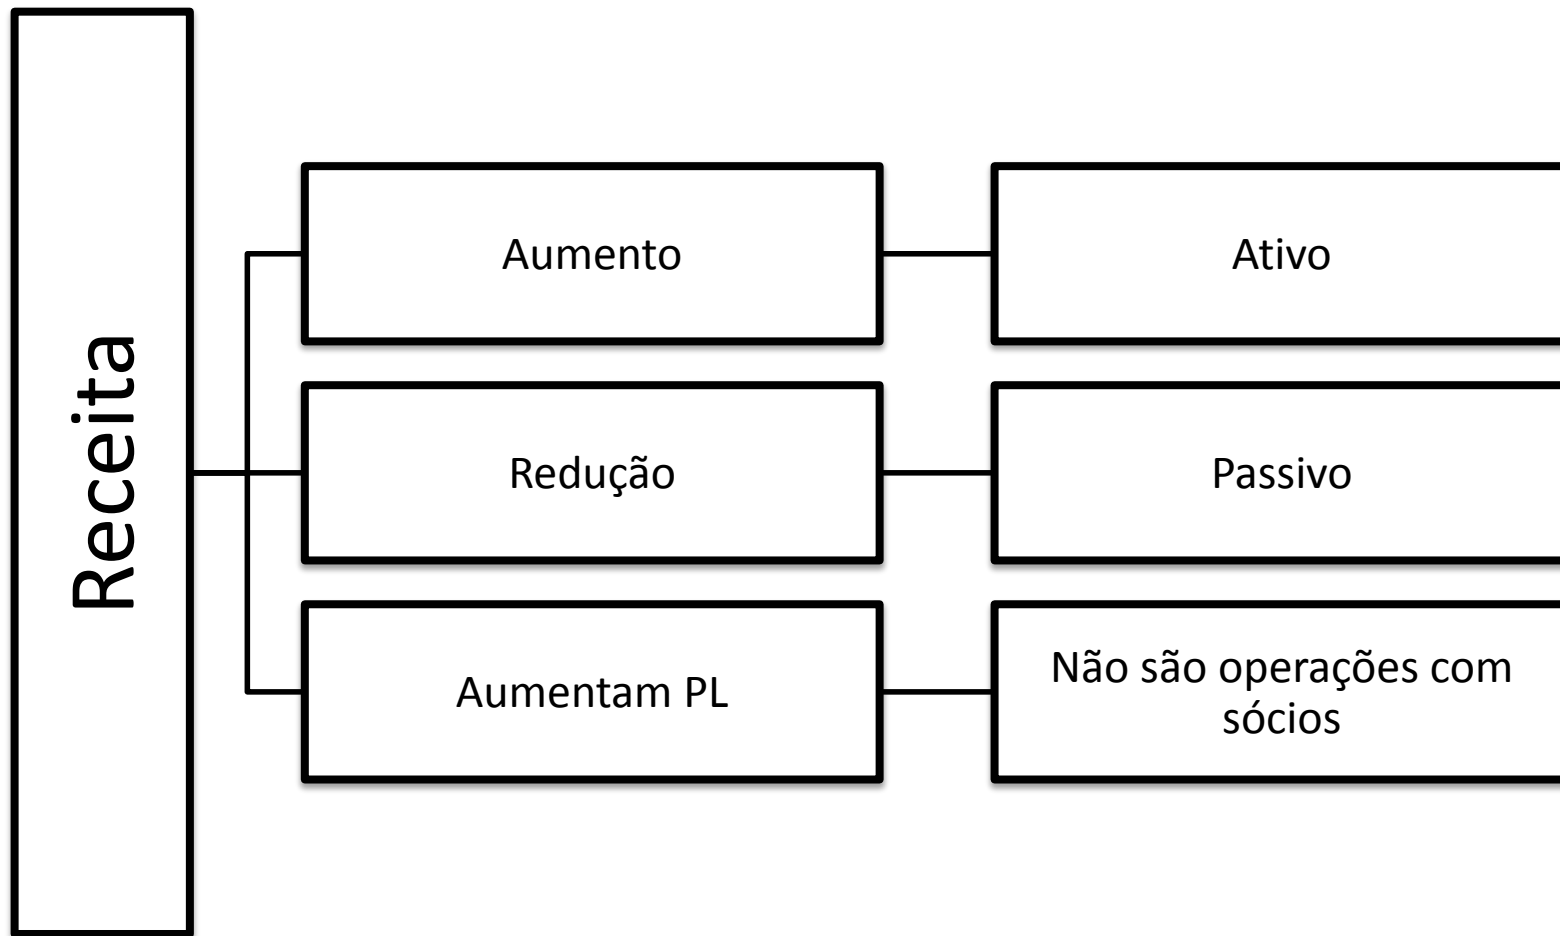 Receita
Aumento
Ativo
Redução
Passivo
Aumentam PL
Não são operações com
sócios